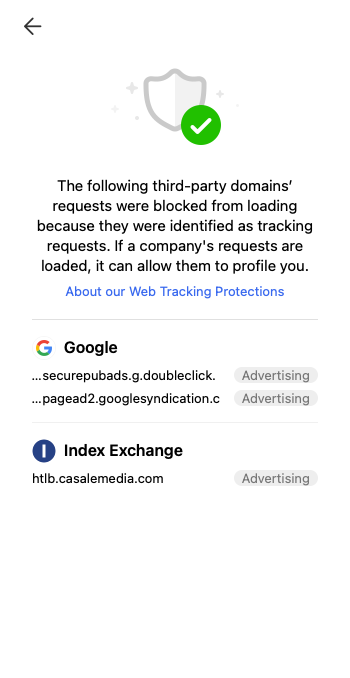 The following third-party domains’
requests were blocked from loading
because they were identified as tracking
requests. If a company's requests are
loaded, it can allow them to profile you.
About our Web Tracking Protections
Google
...securepubads.g.doubleclick. Advertising
...pagead2.googlesyndication.c Advertising
Index Exchange
htlb.casalemedia.com Advertising